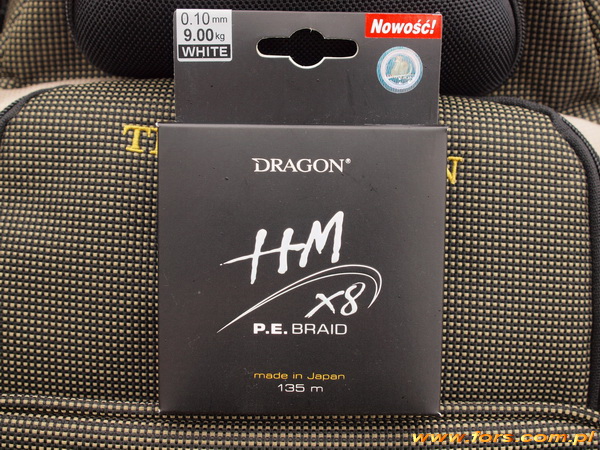 0.10 mm
9.00 kg
WHITE
Nowość!
DRAGON®
HM
X8
P.E. BRAID
made in Japan
135 m
www.fors.com.pl